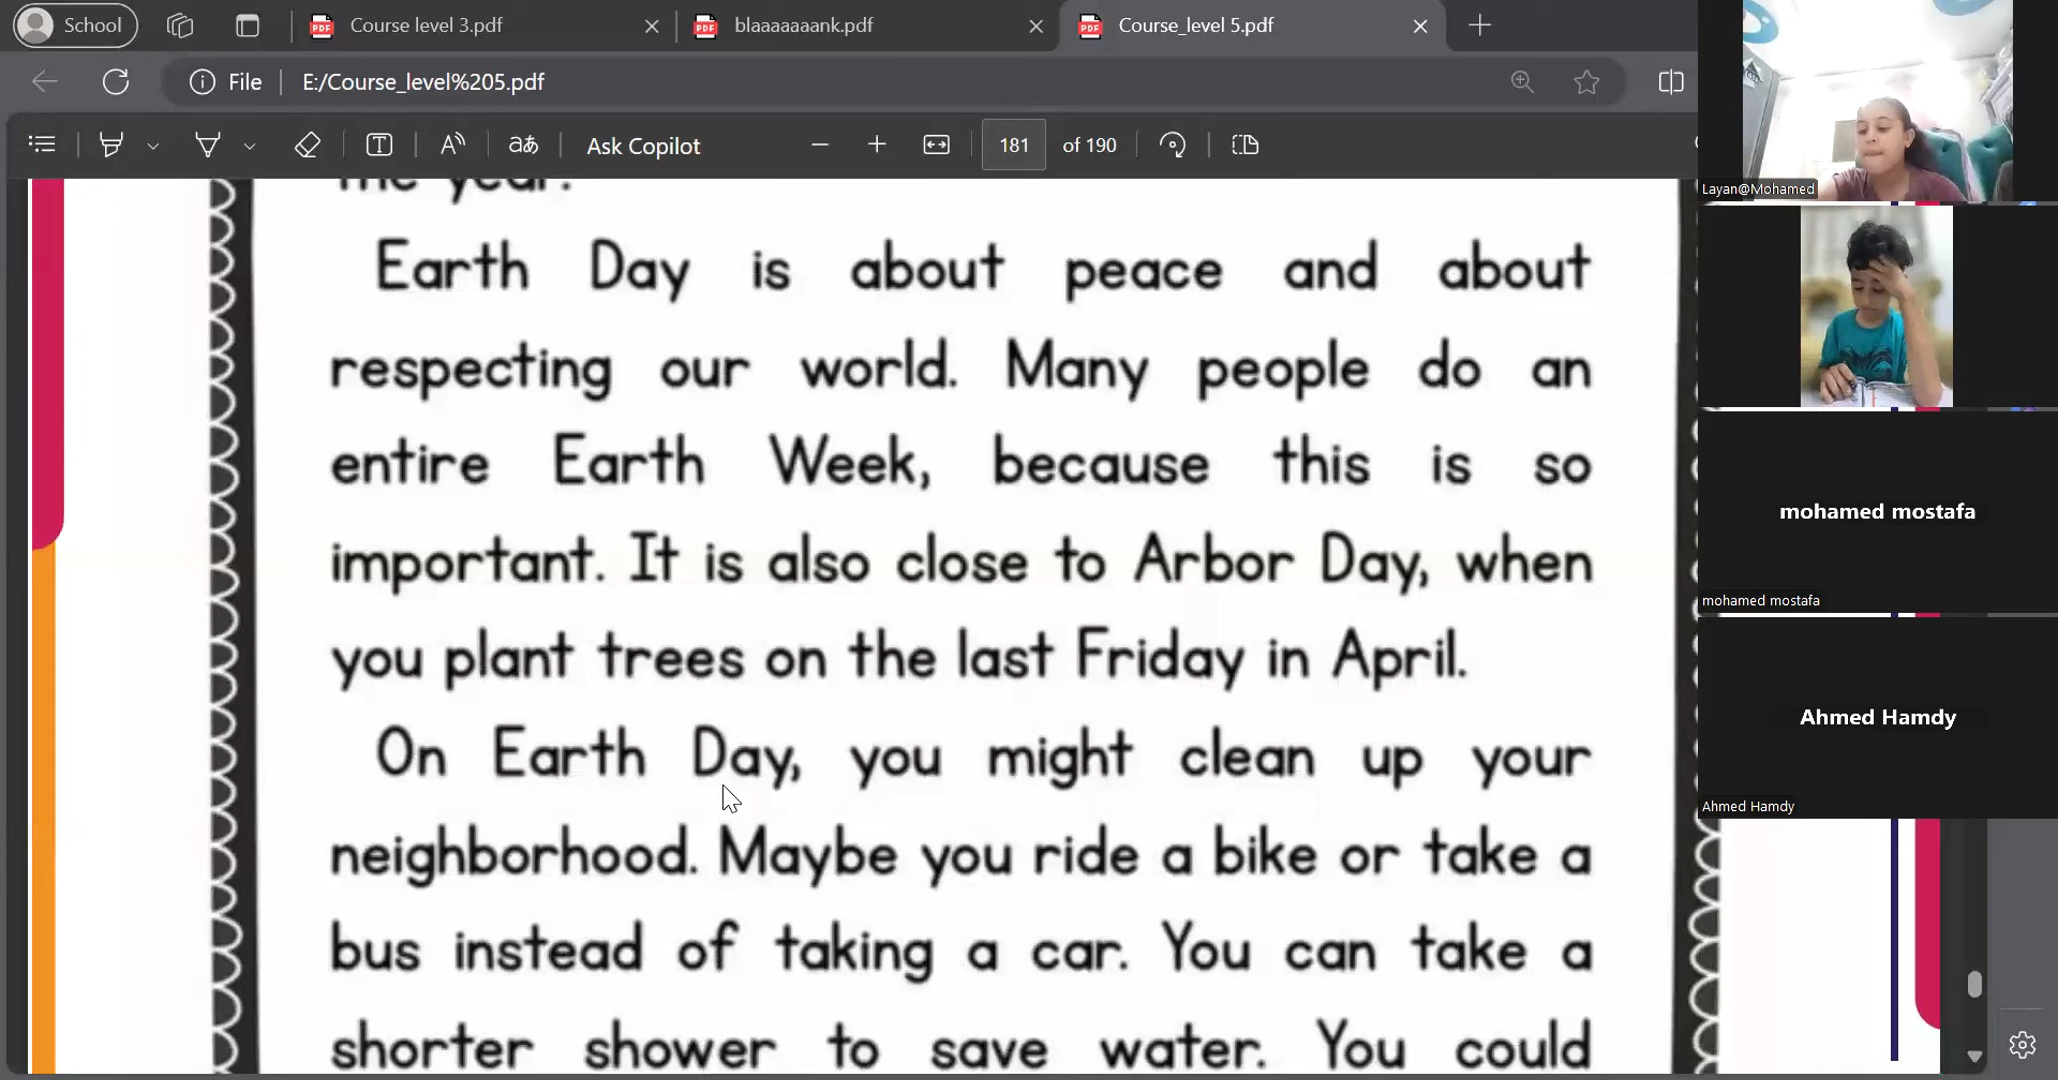 School
Course level 3.pdf
blaaaaaaank.pdf
Course_level 5.pdf
File
E:/Course_level%205.pdf
Ask Copilot
181 of 190
the year.
Earth Day is about peace and about
respecting our world. Many people do an
entire Earth Week, because this is so
important. It is also close to Arbor Day, when
you plant trees on the last Friday in April.
On Earth Day, you might clean up your
neighborhood. Maybe you ride a bike or take a
bus instead of taking a car. You can take a
shorter shower to save water. You could
Layan@Mohamed
mohamed mostafa
mohamed mostafa
Ahmed Hamdy
Ahmed Hamdy